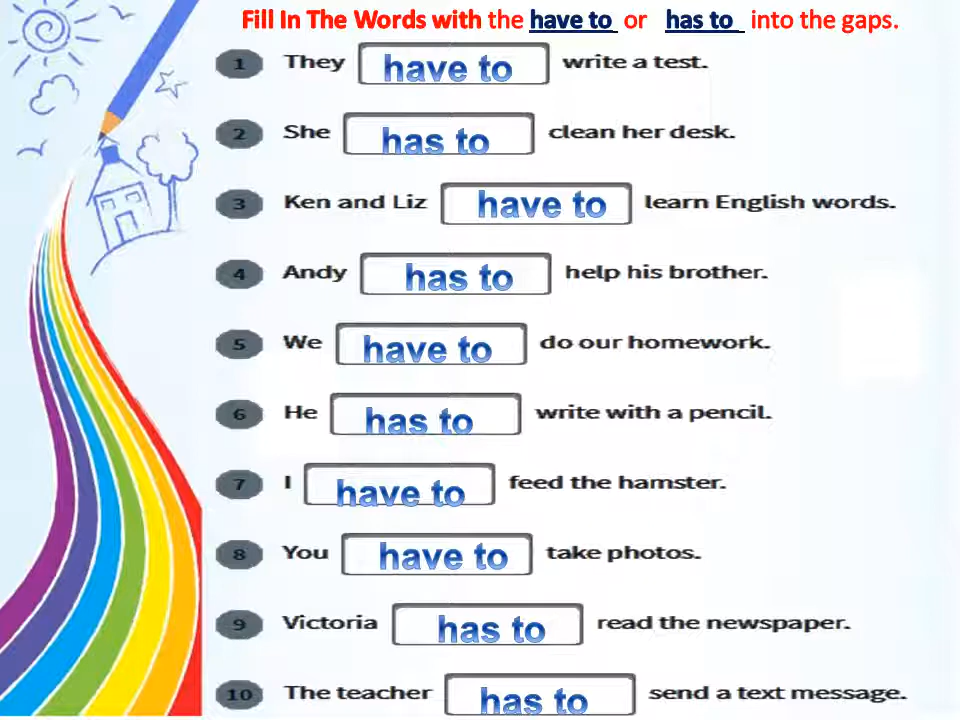 Fill In The Words with the have to or has to into the gaps.
1 They have to write a test.
2 She has to clean her desk.
3 Ken and Liz have to learn English words.
4 Andy has to help his brother.
5 We have to do our homework.
6 He has to write with a pencil.
7 I have to feed the hamster.
8 You have to take photos.
9 Victoria has to read the newspaper.
10 The teacher has to send a text message.